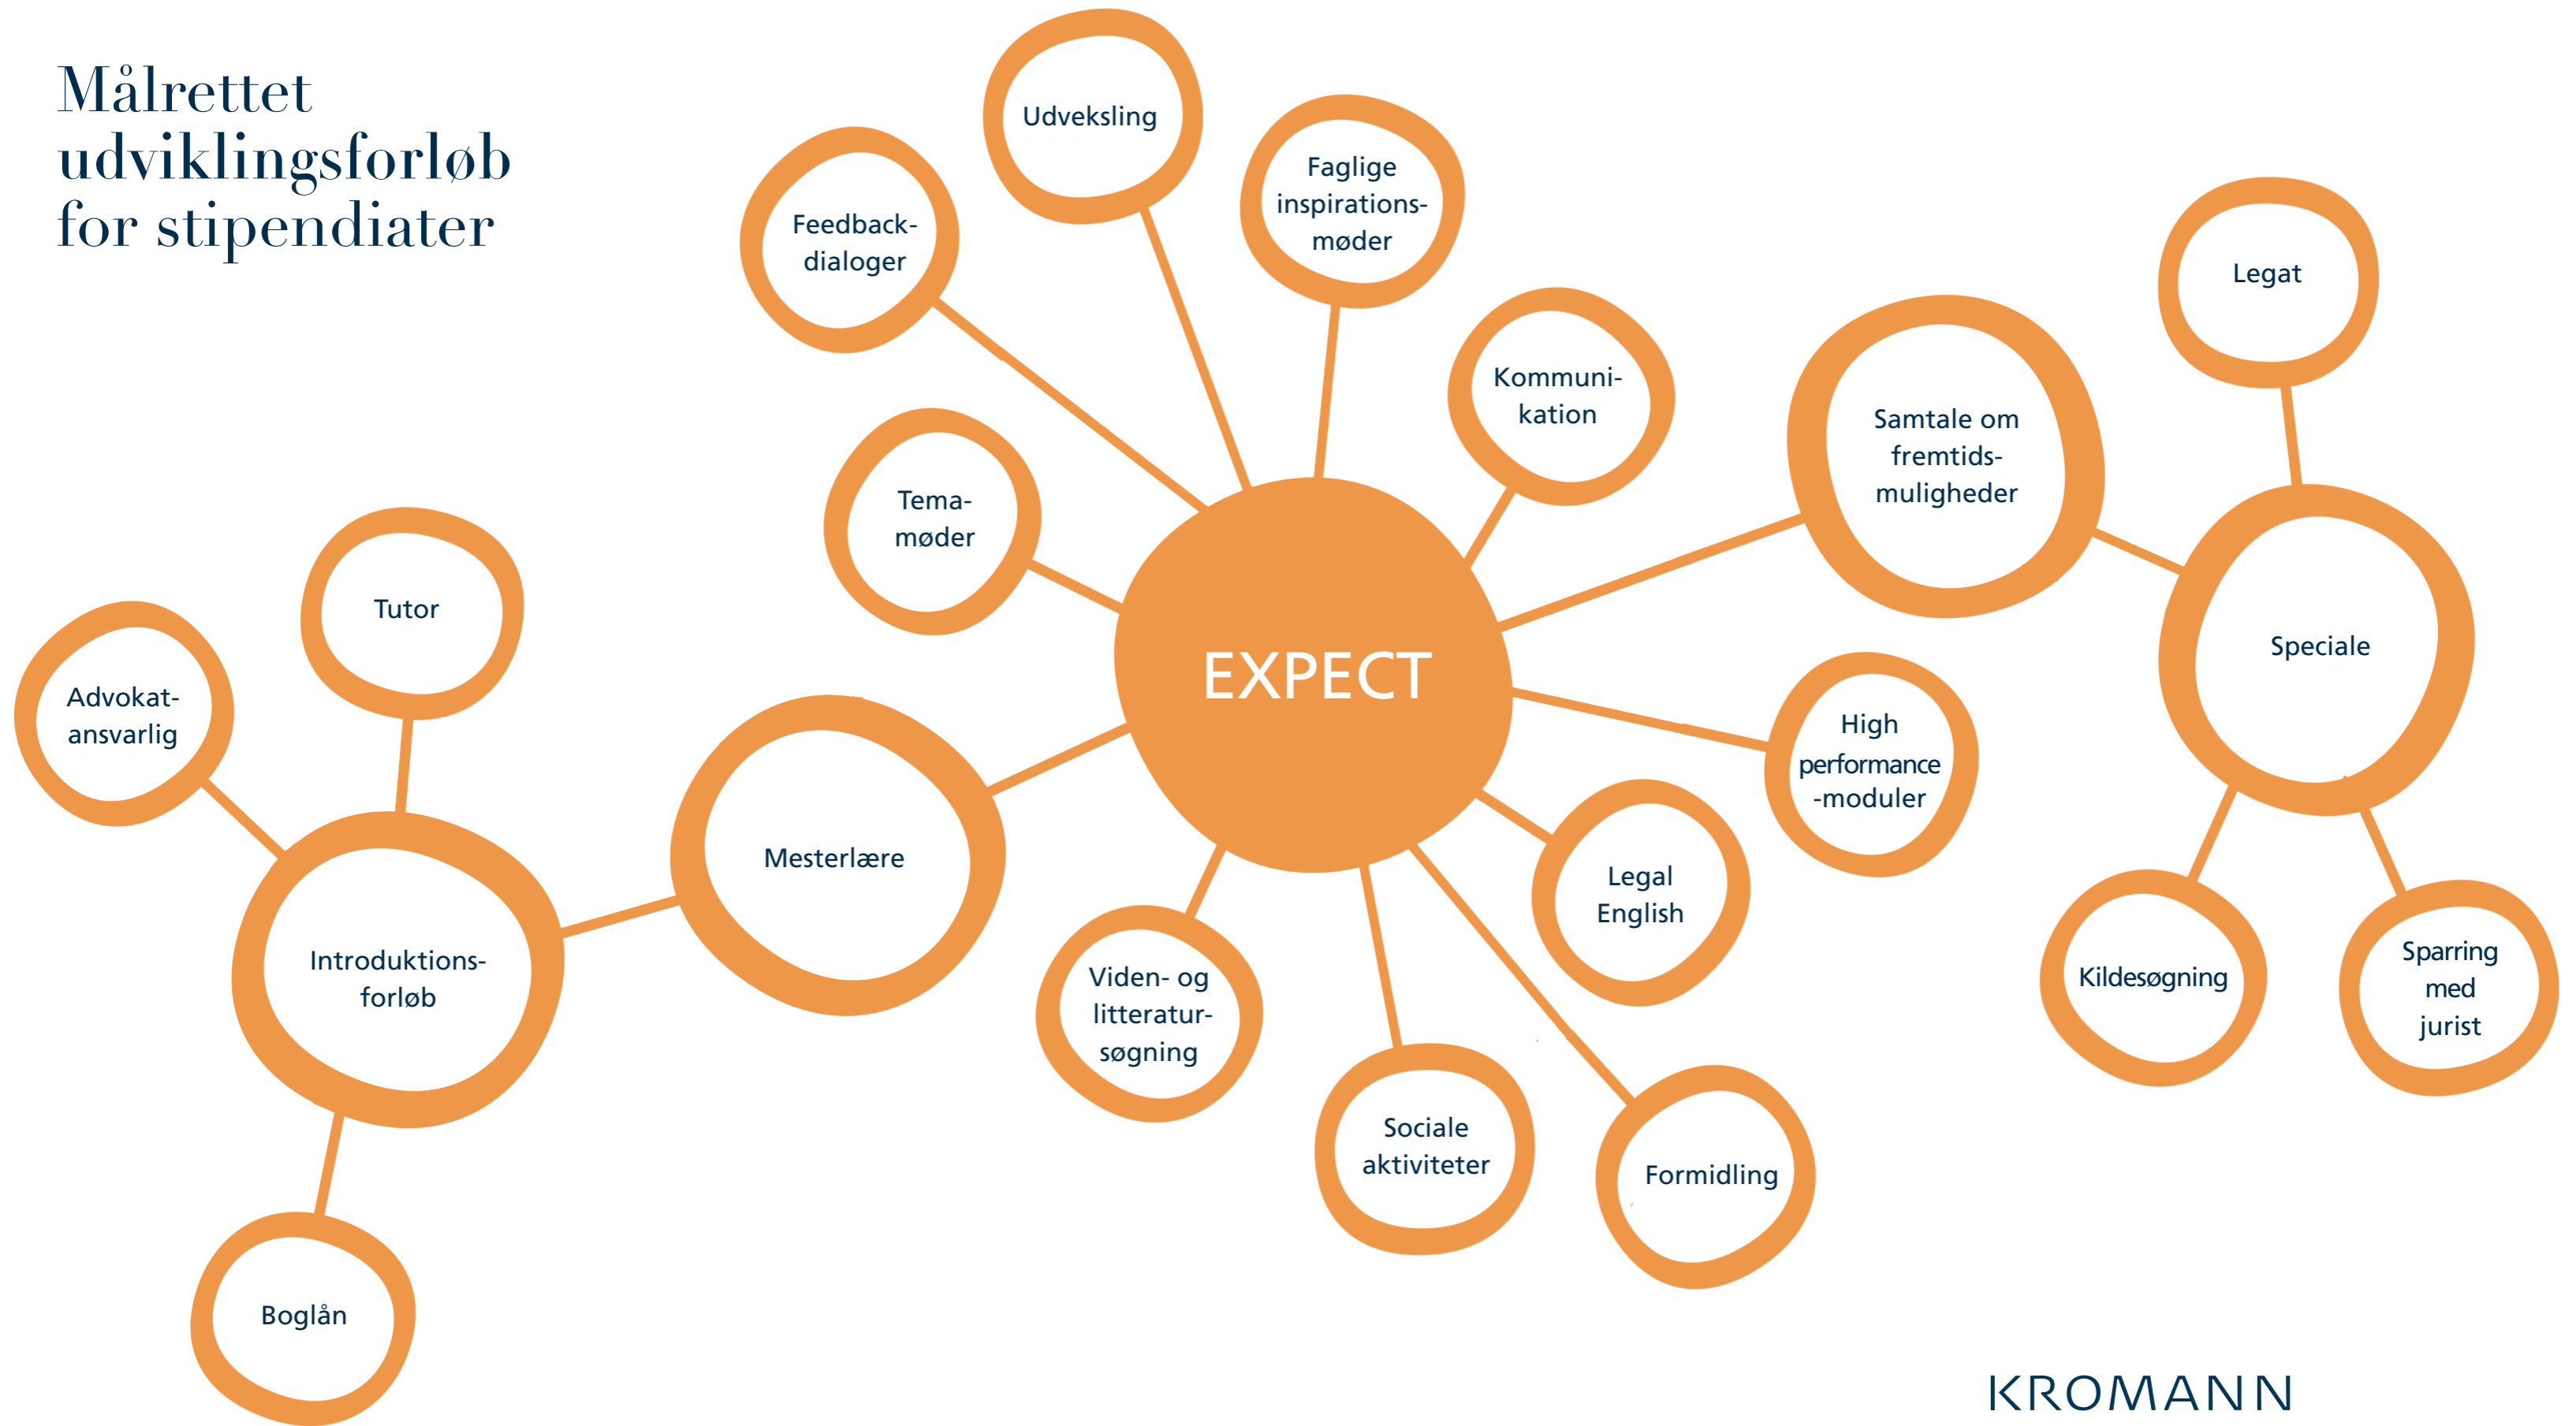 Målrettet
udviklingsforløb
for stipendiater
Udveksling
Faglige
inspirations-
møder
Feedback-
dialoger
Legat
Kommuni-
kation
Samtale om
fremtids-
muligheder
Tema-
møder
Tutor
Speciale
EXPECT
Advokat-
ansvarlig
High
performance
-moduler
Mesterlære
Legal
English
Introduktions-
forløb
Viden- og
litteratur-
søgning
Kildesøgning
Sparring
med
jurist
Sociale
aktiviteter
Formidling
Boglån
KROMANN